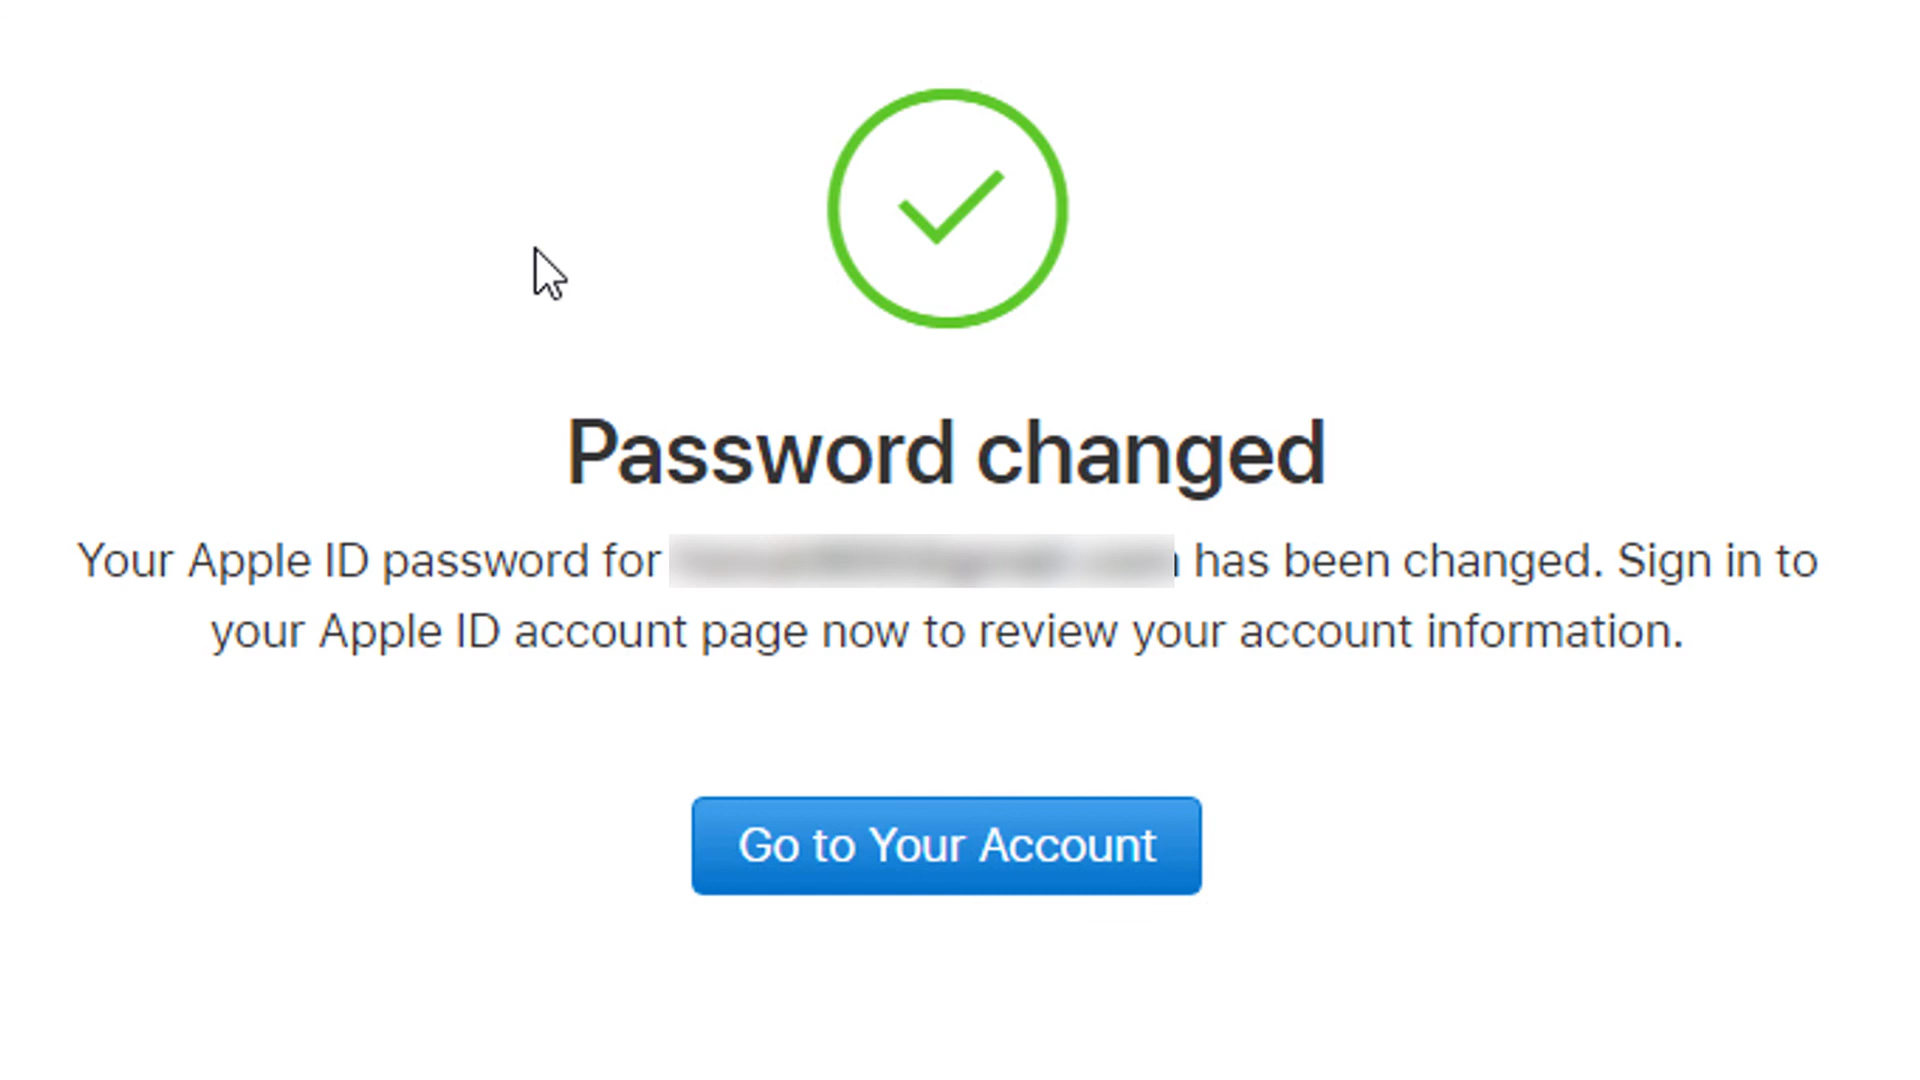 Password changed
Your Apple ID password for has been changed. Sign in to
your Apple ID account page now to review your account information.
Go to Your Account